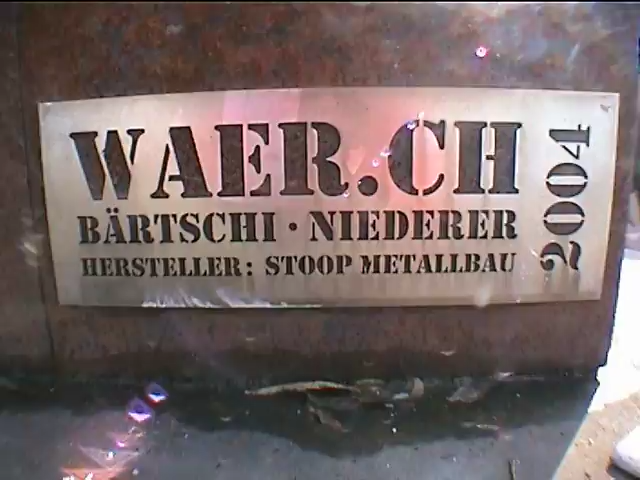 WAER.CH
BÄRTSCHI · NIEDERER
HERSTELLER: STOOP METALLBAU
2004